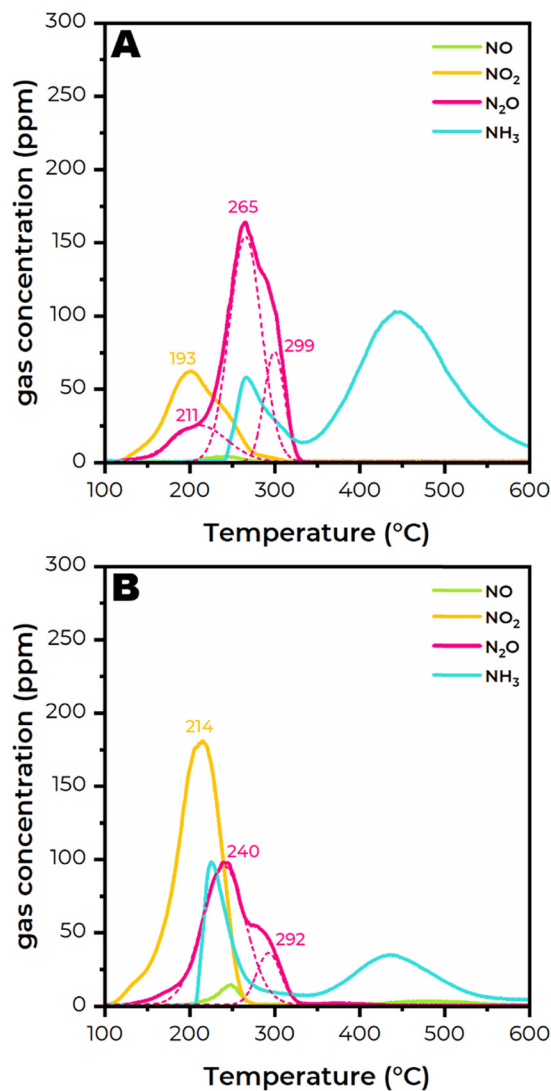 A
NO
NO₂
N₂O
NH₃
300
250
200
150
100
50
0
gas concentration (ppm)
265
299
193
211
100 200 300 400 500 600
Temperature (°C)
B
NO
NO₂
N₂O
NH₃
300
250
200
150
100
50
0
gas concentration (ppm)
214
240
292
100 200 300 400 500 600
Temperature (°C)